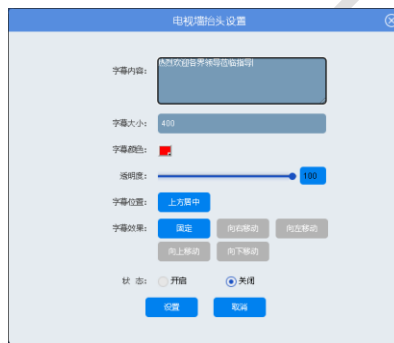 电视墙抬头设置
字幕内容: 热烈欢迎各界领导莅临指导
字幕大小: 400
字幕颜色:
透明度: 100
字幕位置: 上方居中
字幕效果: 固定 向右移动 向左移动
向上移动 向下移动
状 态: 开启 关闭
设置 取消